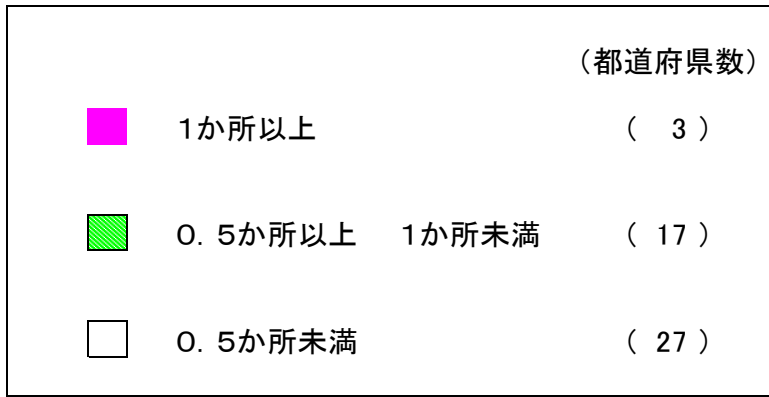 （都道府県数）
１か所以上 （ 3 ）
０．５か所以上 １か所未満 （ 17 ）
０．５か所未満 （ 27 ）